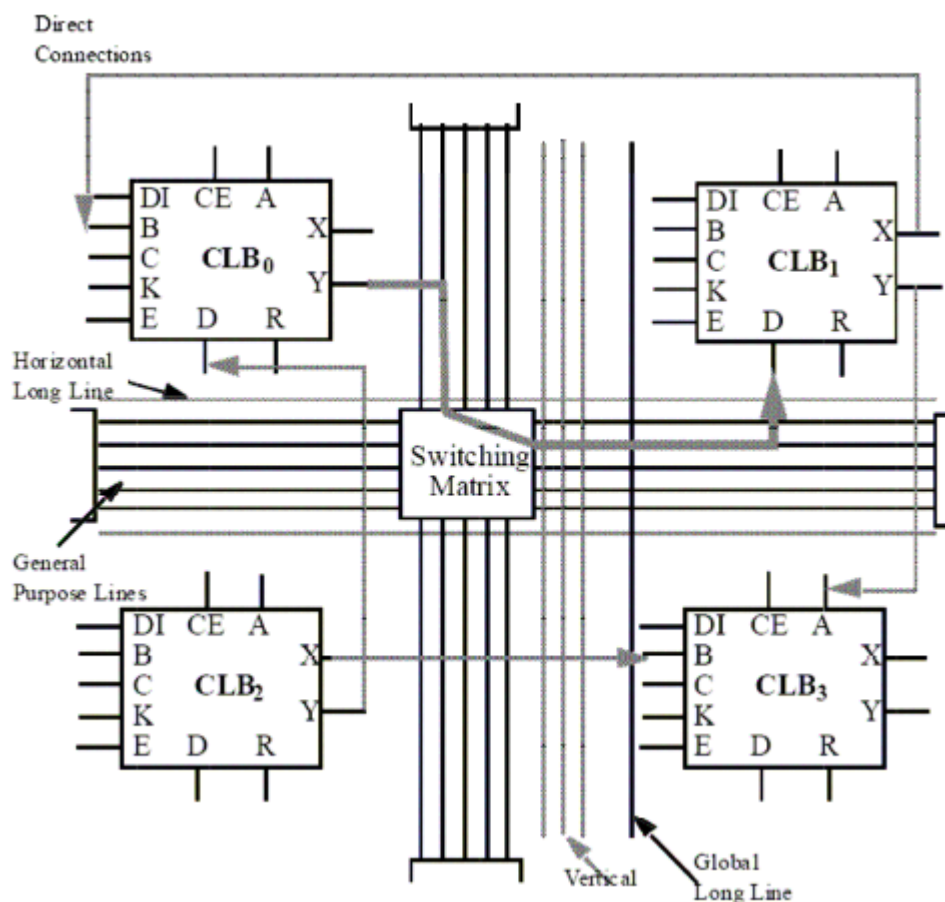 Direct
Connections
DI CE A
B X
CLB0
C
K Y
E D R
DI CE A
B X
CLB1
C
K Y
E D R
Horizontal
Long Line
Switching
Matrix
General
Purpose Lines
DI CE A
B X
C CLB2
K Y
E D R
DI CE A
B X
C CLB3
K Y
E D R
Vertical
Global
Long Line